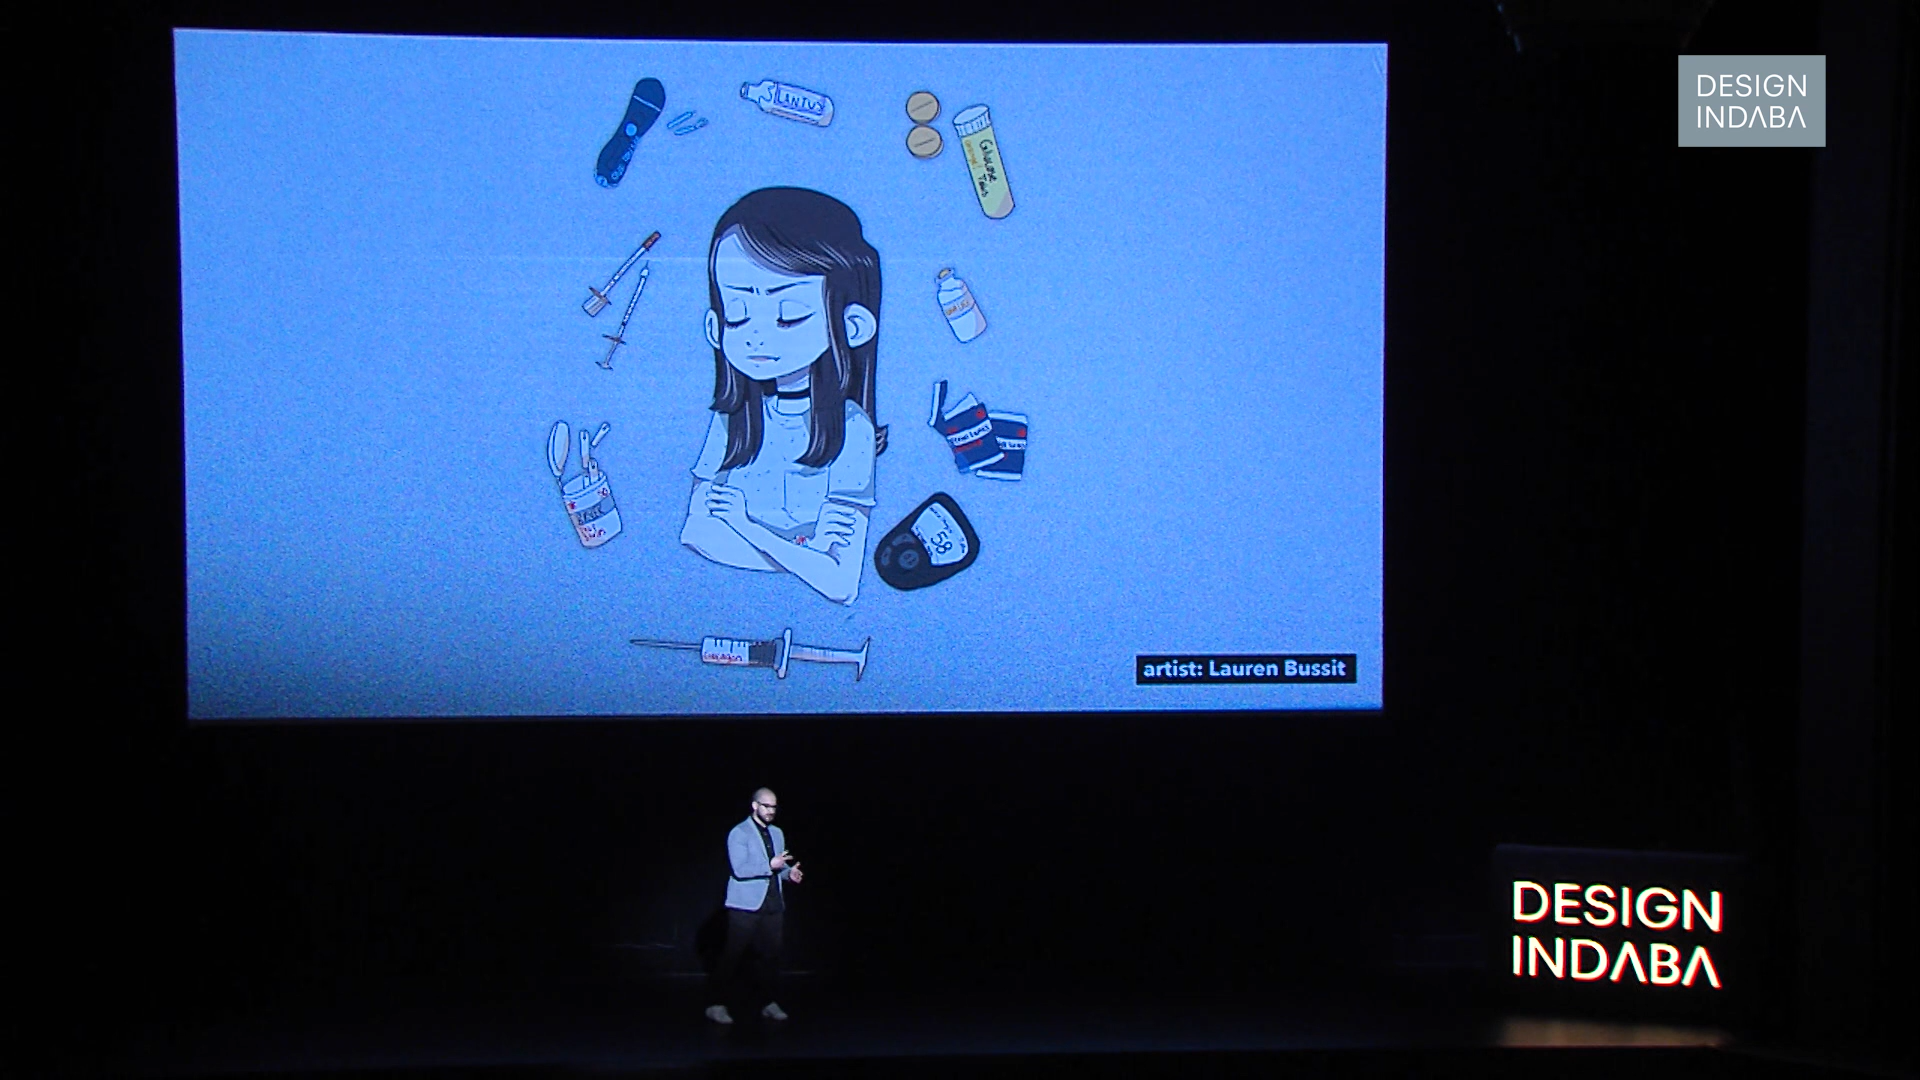 DESIGN
INDABA
LANTUS
Glucose
Tabs
58
artist: Lauren Bussit
DESIGN
INDABA